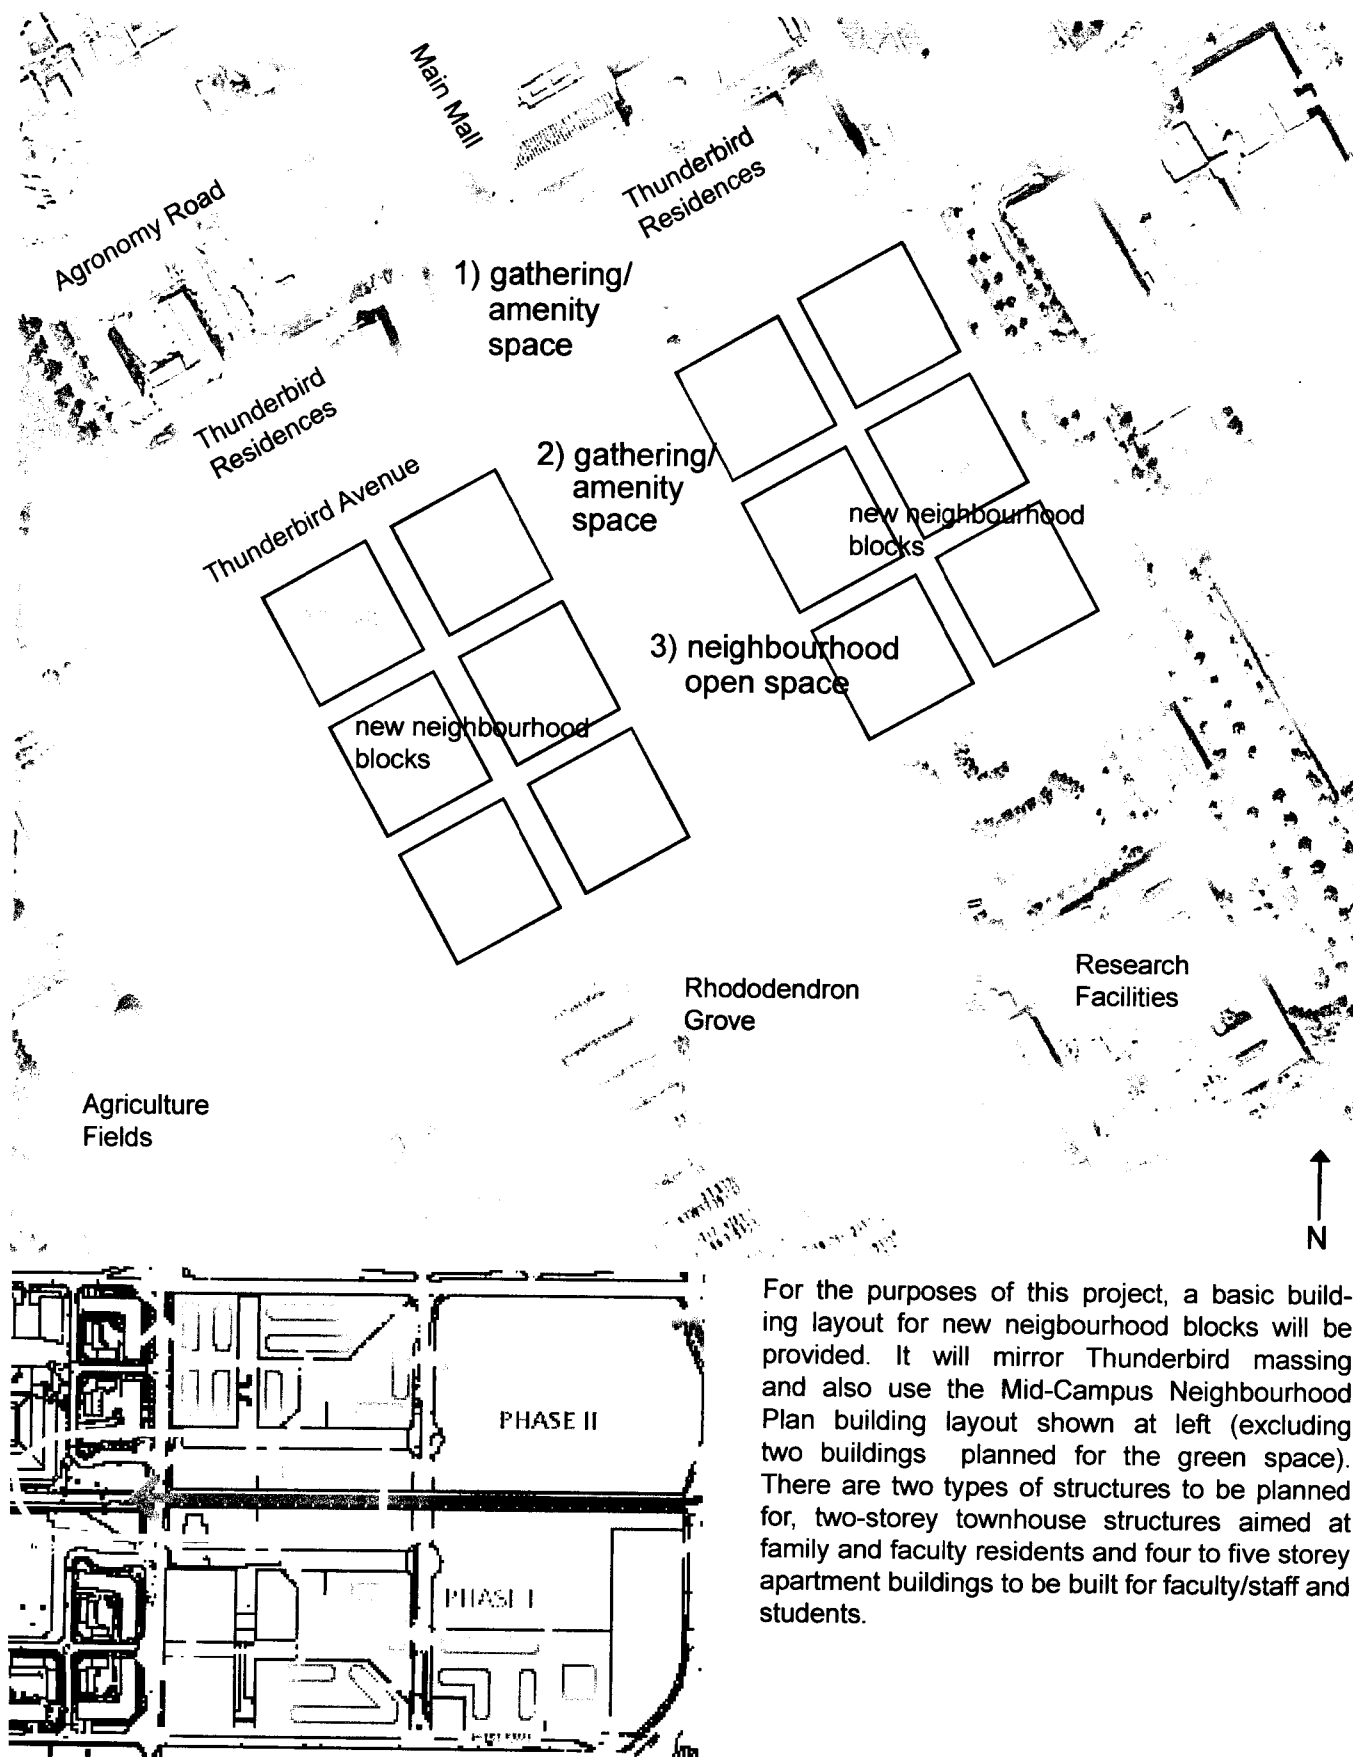 Main Mall
Thunderbird
Residences
Agronomy Road
1) gathering/
amenity
space
Thunderbird
Residences
2) gathering/
amenity
space
Thunderbird Avenue
new neighbourhood
blocks
3) neighbourhood
open space
new neighbourhood
blocks
Research
Facilities
Rhododendron
Grove
Agriculture
Fields
N
PHASE II
PHASE I
For the purposes of this project, a basic build-
ing layout for new neigbourhood blocks will be
provided. It will mirror Thunderbird massing
and also use the Mid-Campus Neighbourhood
Plan building layout shown at left (excluding
two buildings planned for the green space).
There are two types of structures to be planned
for, two-storey townhouse structures aimed at
family and faculty residents and four to five storey
apartment buildings to be built for faculty/staff and
students.